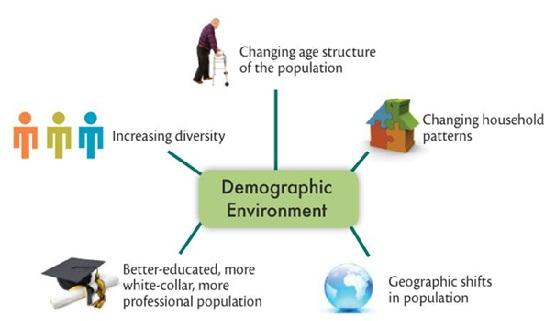 Changing age structure
of the population
Increasing diversity
Changing household
patterns
Demographic
Environment
Better-educated, more
white-collar, more
professional population
Geographic shifts
in population